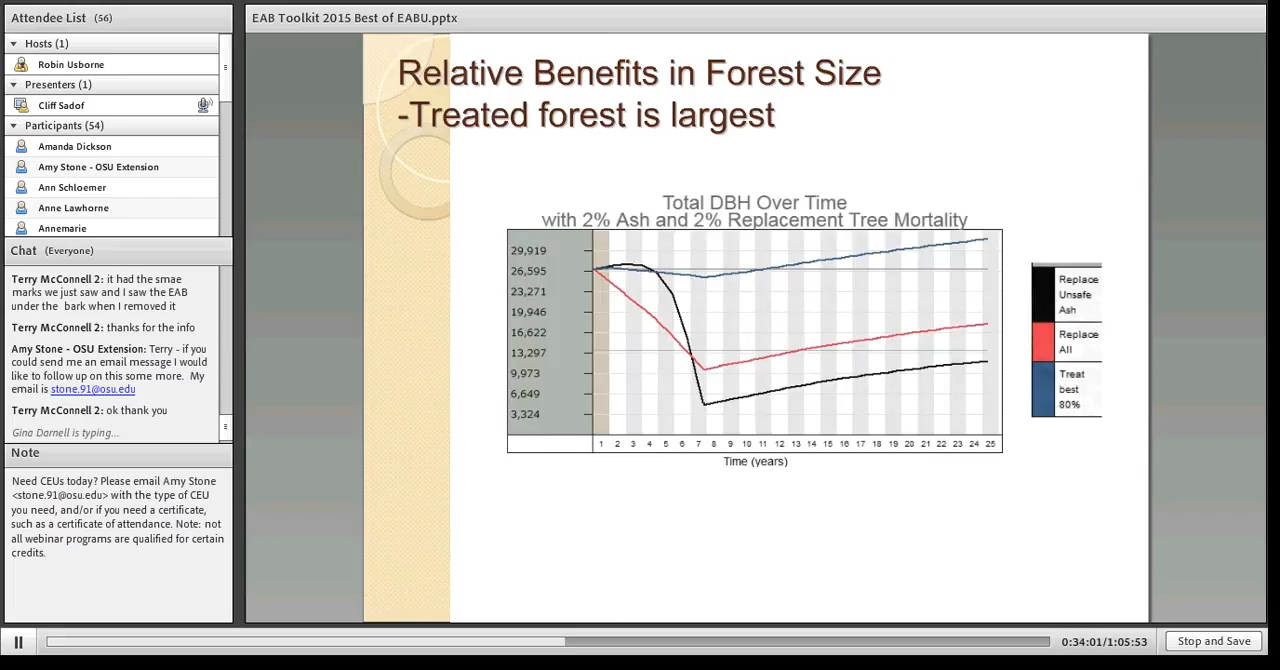 Attendee List (56)
Hosts (1)
Robin Usborne
Presenters (1)
Cliff Sadof
Participants (54)
Amanda Dickson
Amy Stone - OSU Extension
Ann Schloemer
Anne Lawhorne
Annemarie
Chat (Everyone)
Terry McConnell 2: it had the smae
marks we just saw and I saw the EAB
under the bark when I removed it
Terry McConnell 2: thanks for the info
Amy Stone - OSU Extension: Terry - if you
could send me an email message I would
like to follow up on this some more. My
email is stone.91@osu.edu
Terry McConnell 2: ok thank you
Gina Darnell is typing...
Note
Need CEUs today? Please email Amy Stone
<stone.91@osu.edu> with the type of CEU
you need, and/or if you need a certificate,
such as a certificate of attendance. Note: not
all webinar programs are qualified for certain
credits.
EAB Toolkit 2015 Best of EABU.pptx
Relative Benefits in Forest Size
-Treated forest is largest
Total DBH Over Time
with 2% Ash and 2% Replacement Tree Mortality
29,919
26,595
23,271
19,946
16,622
13,297
9,973
6,649
3,324
1 2 3 4 5 6 7 8 9 10 11 12 13 14 15 16 17 18 19 20 21 22 23 24 25
Time (years)
Replace
Unsafe
Ash
Replace
All
Treat
best
80%
0:34:01/1:05:53
Stop and Save